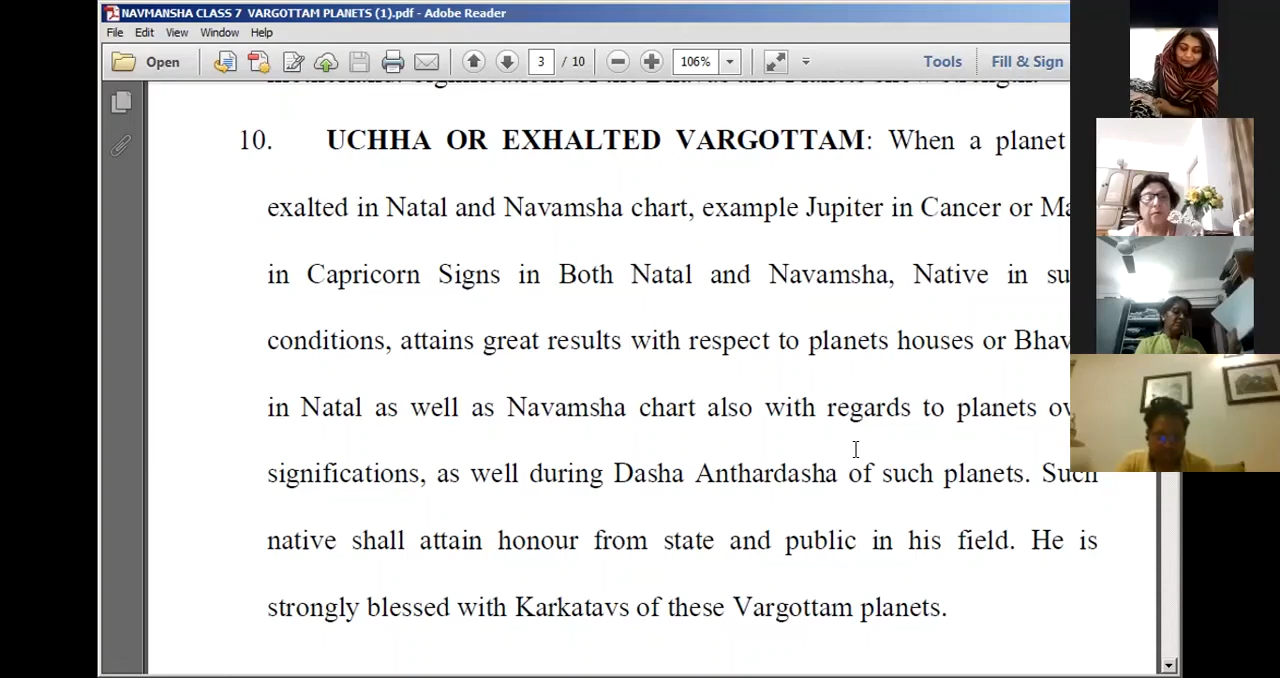 NAVMANSHA CLASS 7 VARGOTTAM PLANETS (1).pdf - Adobe Reader
File Edit View Window Help
Open 3 / 10 106% Tools Fill & Sign
10. UCHHA OR EXHALTED VARGOTTAM: When a planet
exalted in Natal and Navamsha chart, example Jupiter in Cancer or Ma
in Capricorn Signs in Both Natal and Navamsha, Native in su
conditions, attains great results with respect to planets houses or Bhav
in Natal as well as Navamsha chart also with regards to planets ov
significations, as well during Dasha Anthardasha of such planets. Such
native shall attain honour from state and public in his field. He is
strongly blessed with Karkatavs of these Vargottam planets.